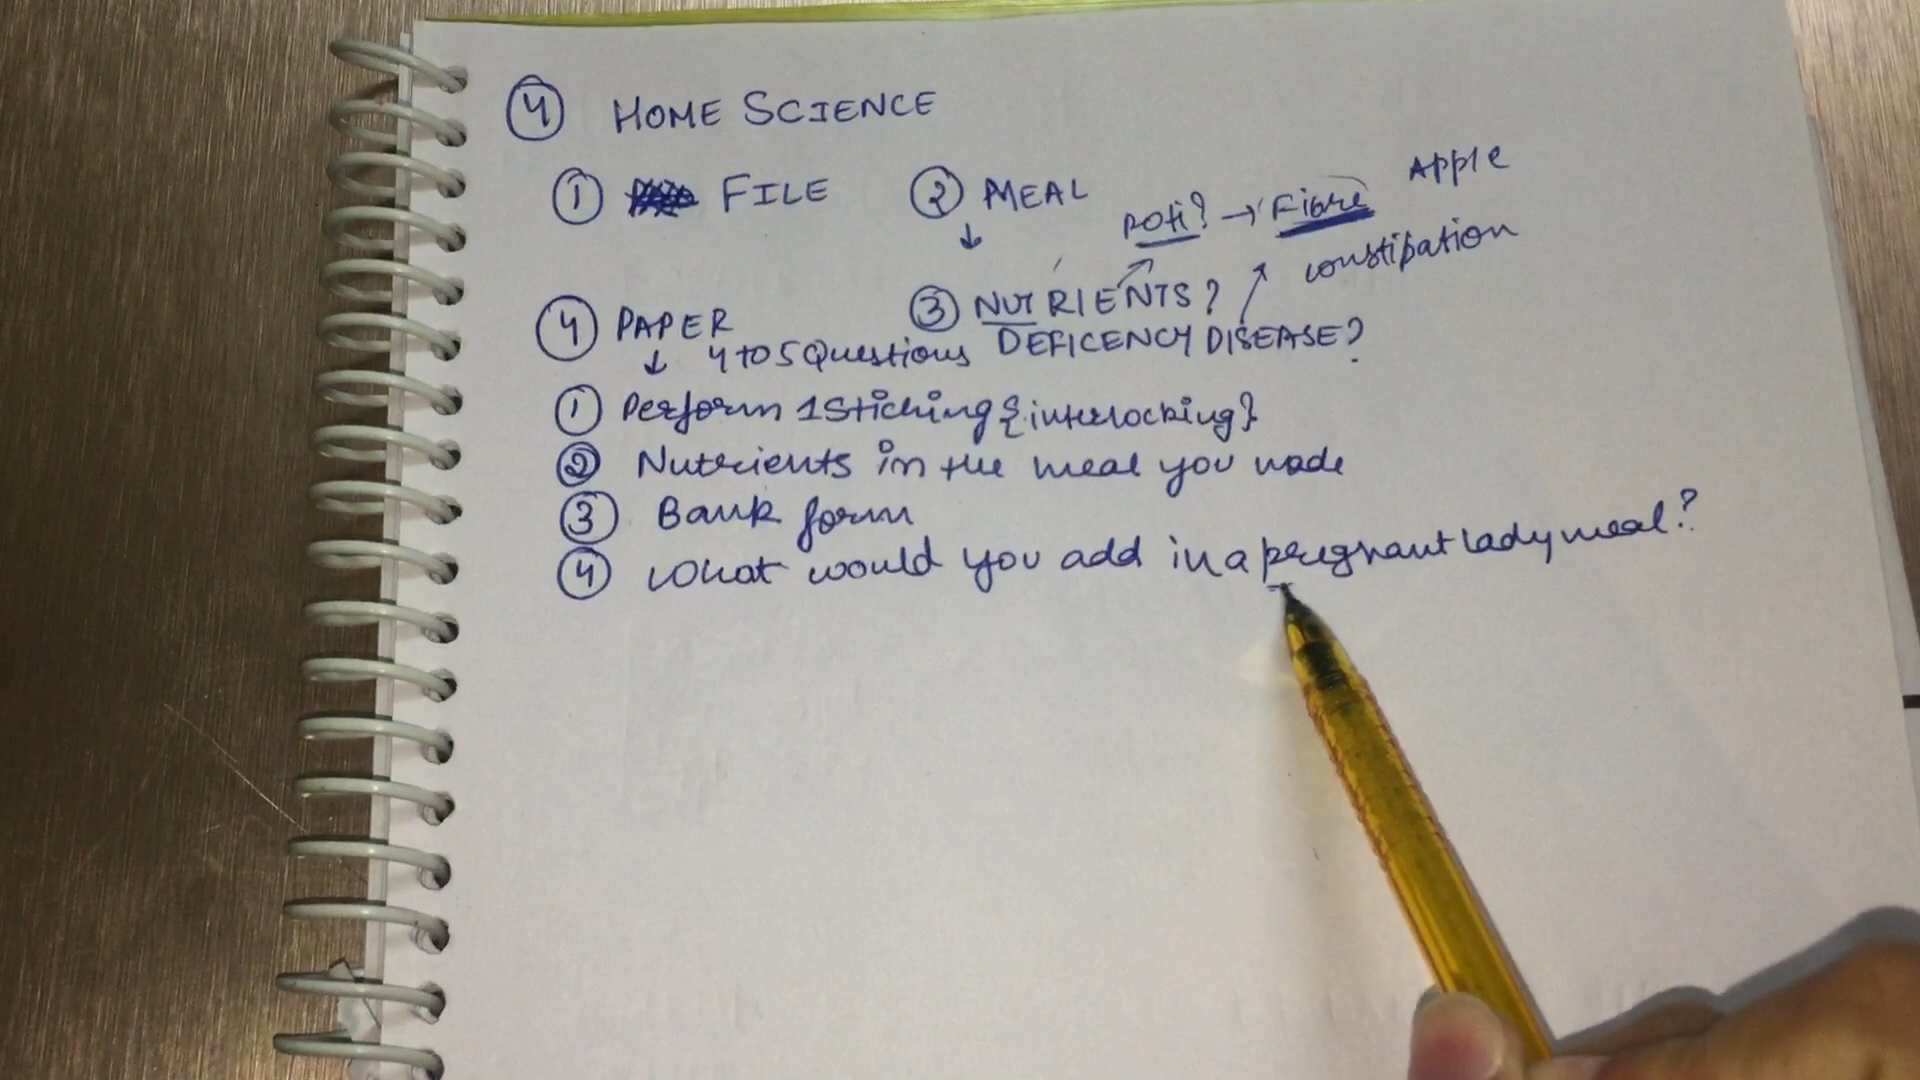 ④ HOME SCIENCE
① FILE ② MEAL
↓ roti? → Fibre Apple
constipation
③ NUTRIENTS?
DEFICENCY DISEASE?
④ PAPER
↓ 4 TO 5 Questions
① Perform 1 Stiching {interlocking}
② Nutrients in the meal you made
③ Bank form
④ What would you add in a pregnant lady meal?